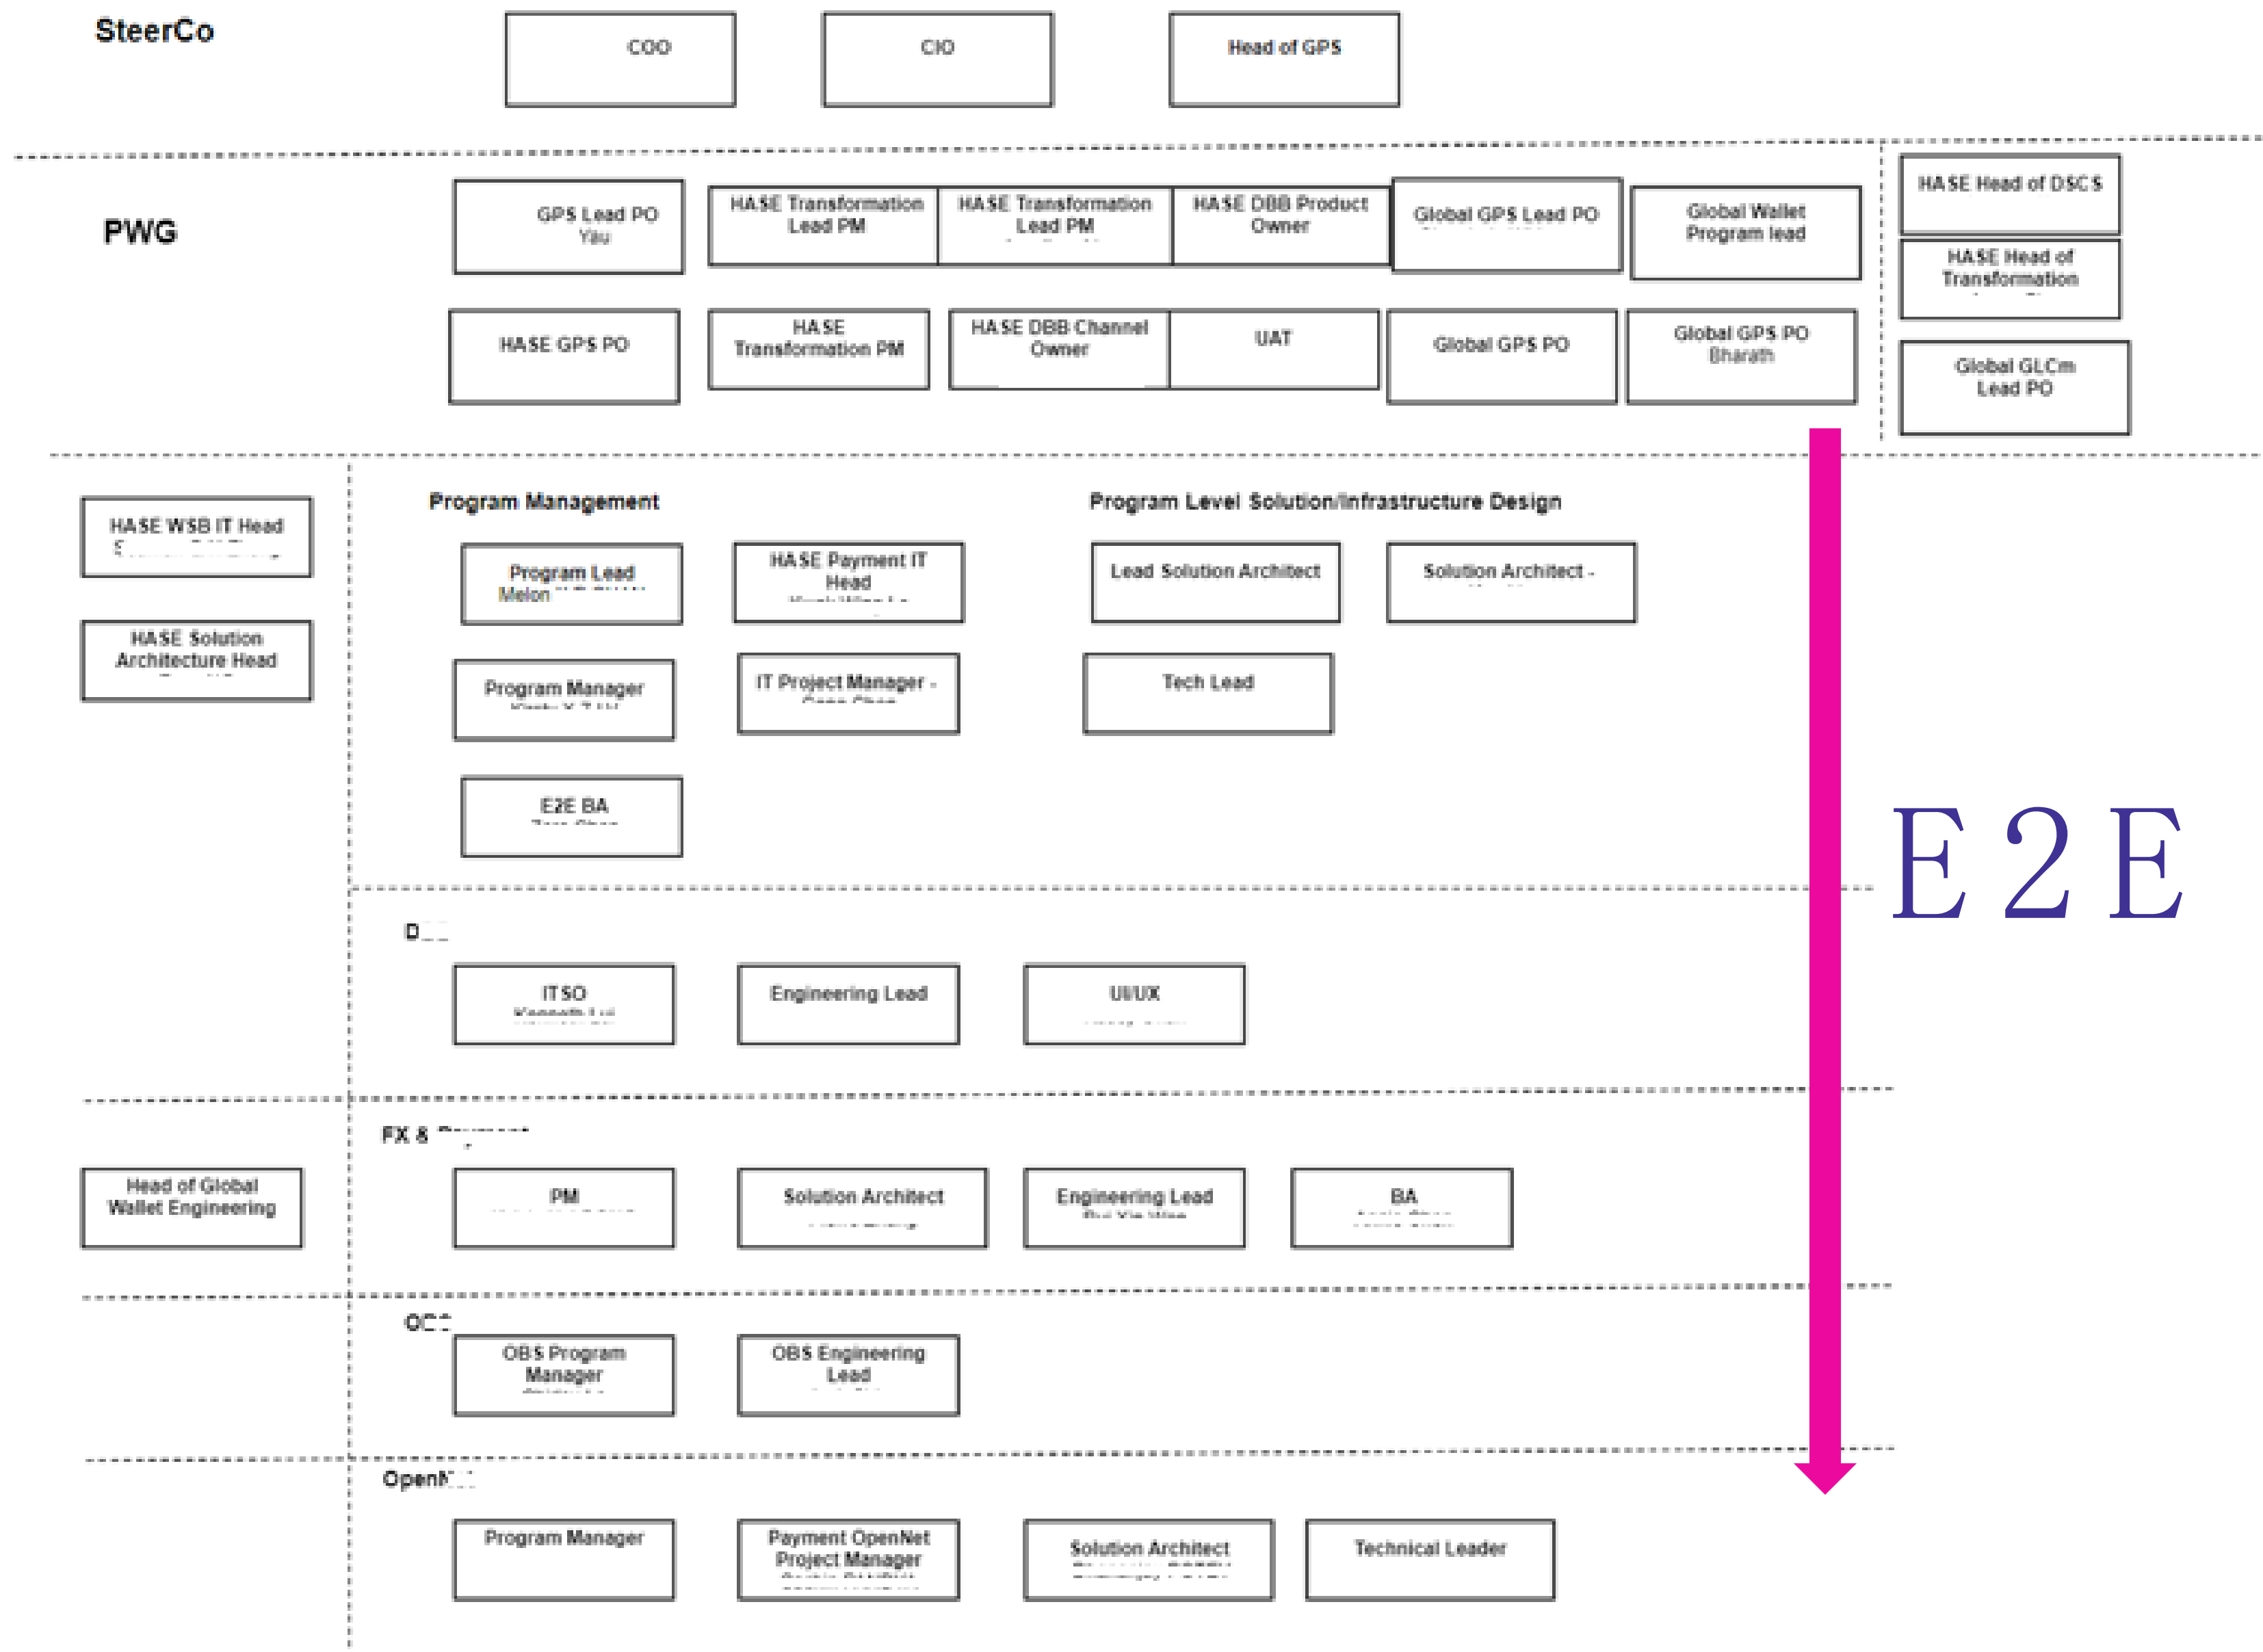 SteerCo
COO
CIO
Head of GPS
PWG
GPS Lead PO
Yau
HASE Transformation
Lead PM
HASE Transformation
Lead PM
HASE DBB Product
Owner
Global GPS Lead PO
Global Wallet
Program lead
HASE Head of DSCS
HASE Head of
Transformation
Global GLCm
Lead PO
HASE GPS PO
HASE
Transformation PM
HASE DBB Channel
Owner
UAT
Global GPS PO
Global GPS PO
Bharath
HASE WSB IT Head
HASE Solution
Architecture Head
Program Management
Program Level Solution/Infrastructure Design
Program Lead
Melon
HASE Payment IT
Head
Lead Solution Architect
Solution Architect -
Program Manager
IT Project Manager -
Tech Lead
E2E BA
E2E
ITSO
Engineering Lead
UI/UX
FX &
Head of Global
Wallet Engineering
PM
Solution Architect
Engineering Lead
BA
OBS Program
Manager
OBS Engineering
Lead
Program Manager
Payment OpenNet
Project Manager
Solution Architect
Technical Leader